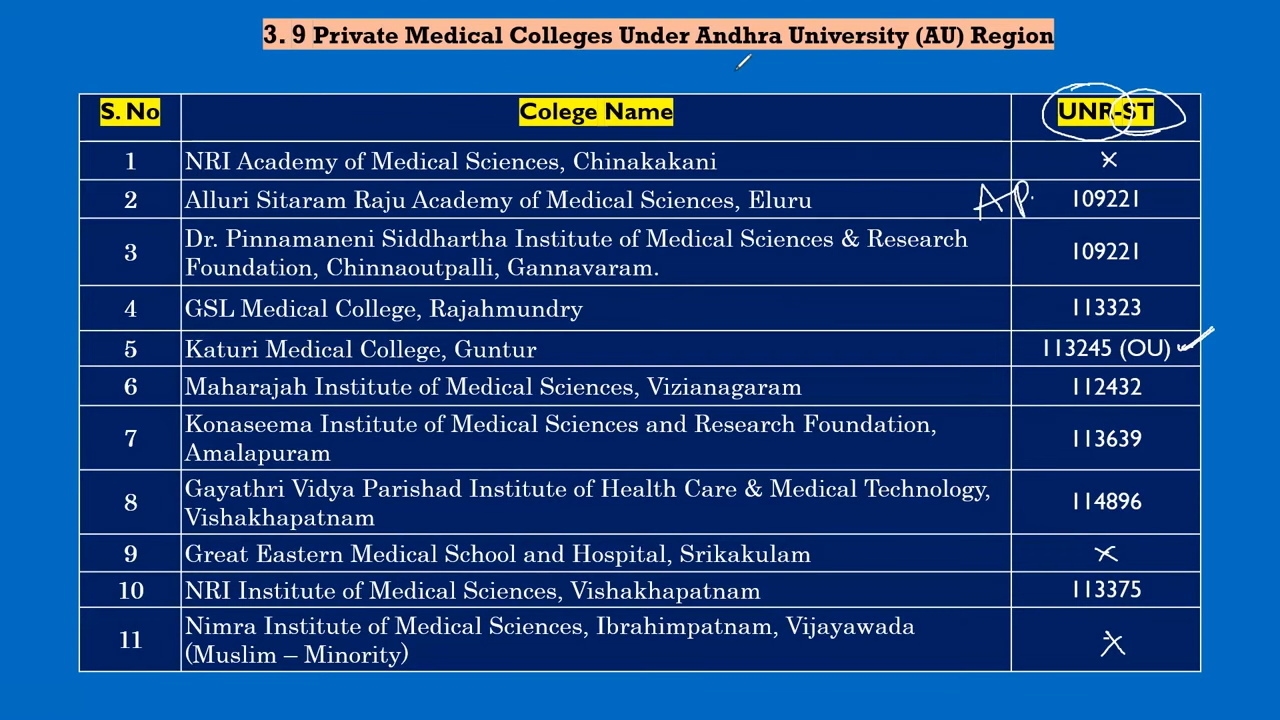 3. 9 Private Medical Colleges Under Andhra University (AU) Region
S. No Colege Name UNR-ST
1 NRI Academy of Medical Sciences, Chinakakani ×
2 Alluri Sitaram Raju Academy of Medical Sciences, Eluru AP. 109221
3 Dr. Pinnamaneni Siddhartha Institute of Medical Sciences & Research
Foundation, Chinnaoutpalli, Gannavaram. 109221
4 GSL Medical College, Rajahmundry 113323
5 Katuri Medical College, Guntur 113245 (OU) ✓
6 Maharajah Institute of Medical Sciences, Vizianagaram 112432
7 Konaseema Institute of Medical Sciences and Research Foundation,
Amalapuram 113639
8 Gayathri Vidya Parishad Institute of Health Care & Medical Technology,
Vishakhapatnam 114896
9 Great Eastern Medical School and Hospital, Srikakulam ×
10 NRI Institute of Medical Sciences, Vishakhapatnam 113375
11 Nimra Institute of Medical Sciences, Ibrahimpatnam, Vijayawada
(Muslim – Minority) ×